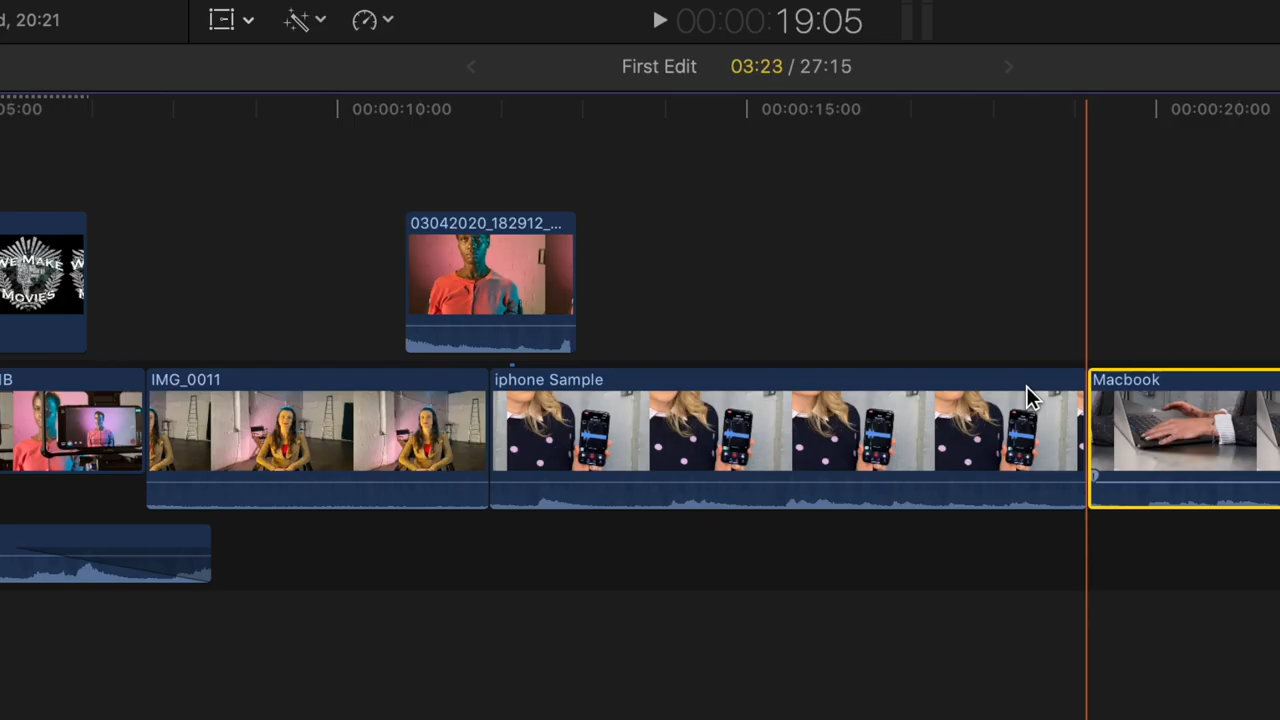 d, 20:21
00:00:00:19:05
First Edit 03:23 / 27:15
05:00 00:00:10:00 00:00:15:00 00:00:20:00
03042020_182912_...
WE MAKE
MOVIES
IB IMG_0011 iphone Sample Macbook